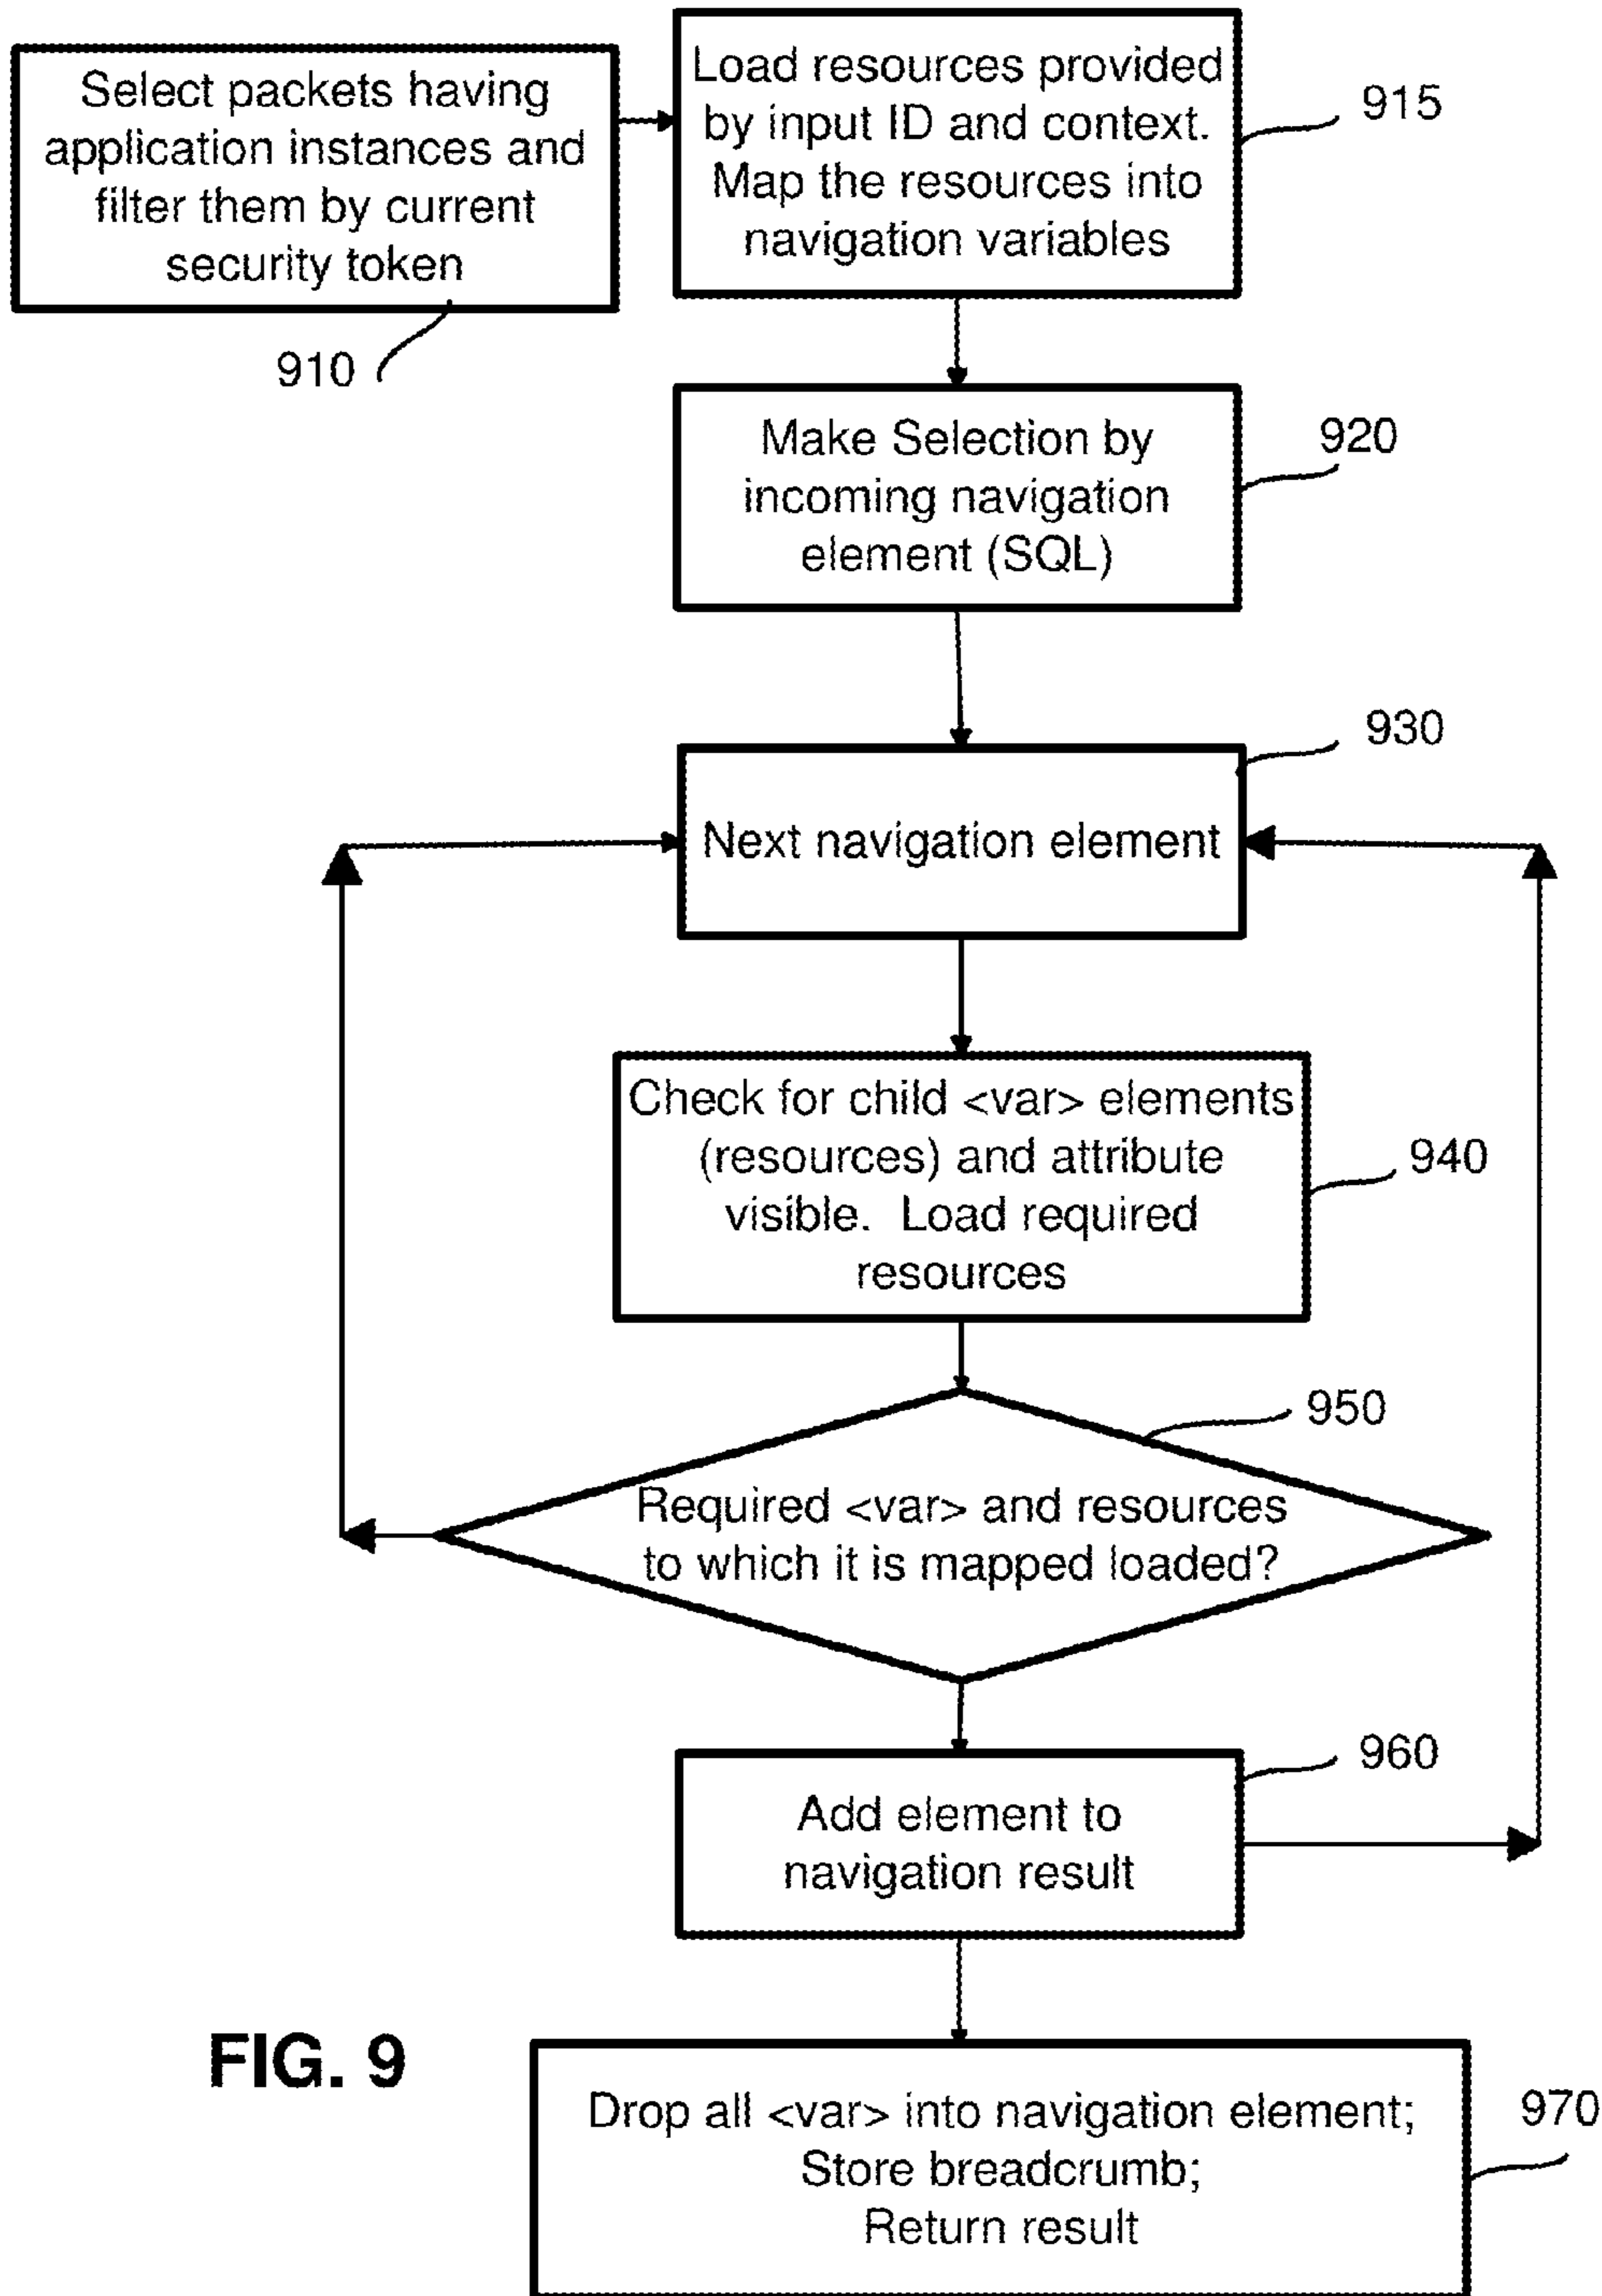 Select packets having
application instances and
filter them by current
security token
910
Load resources provided
by input ID and context.
Map the resources into
navigation variables
915
Make Selection by
incoming navigation
element (SQL)
920
Next navigation element
930
Check for child <var> elements
(resources) and attribute
visible. Load required
resources
940
Required <var> and resources
to which it is mapped loaded?
950
Add element to
navigation result
960
Drop all <var> into navigation element;
Store breadcrumb;
Return result
970
FIG. 9